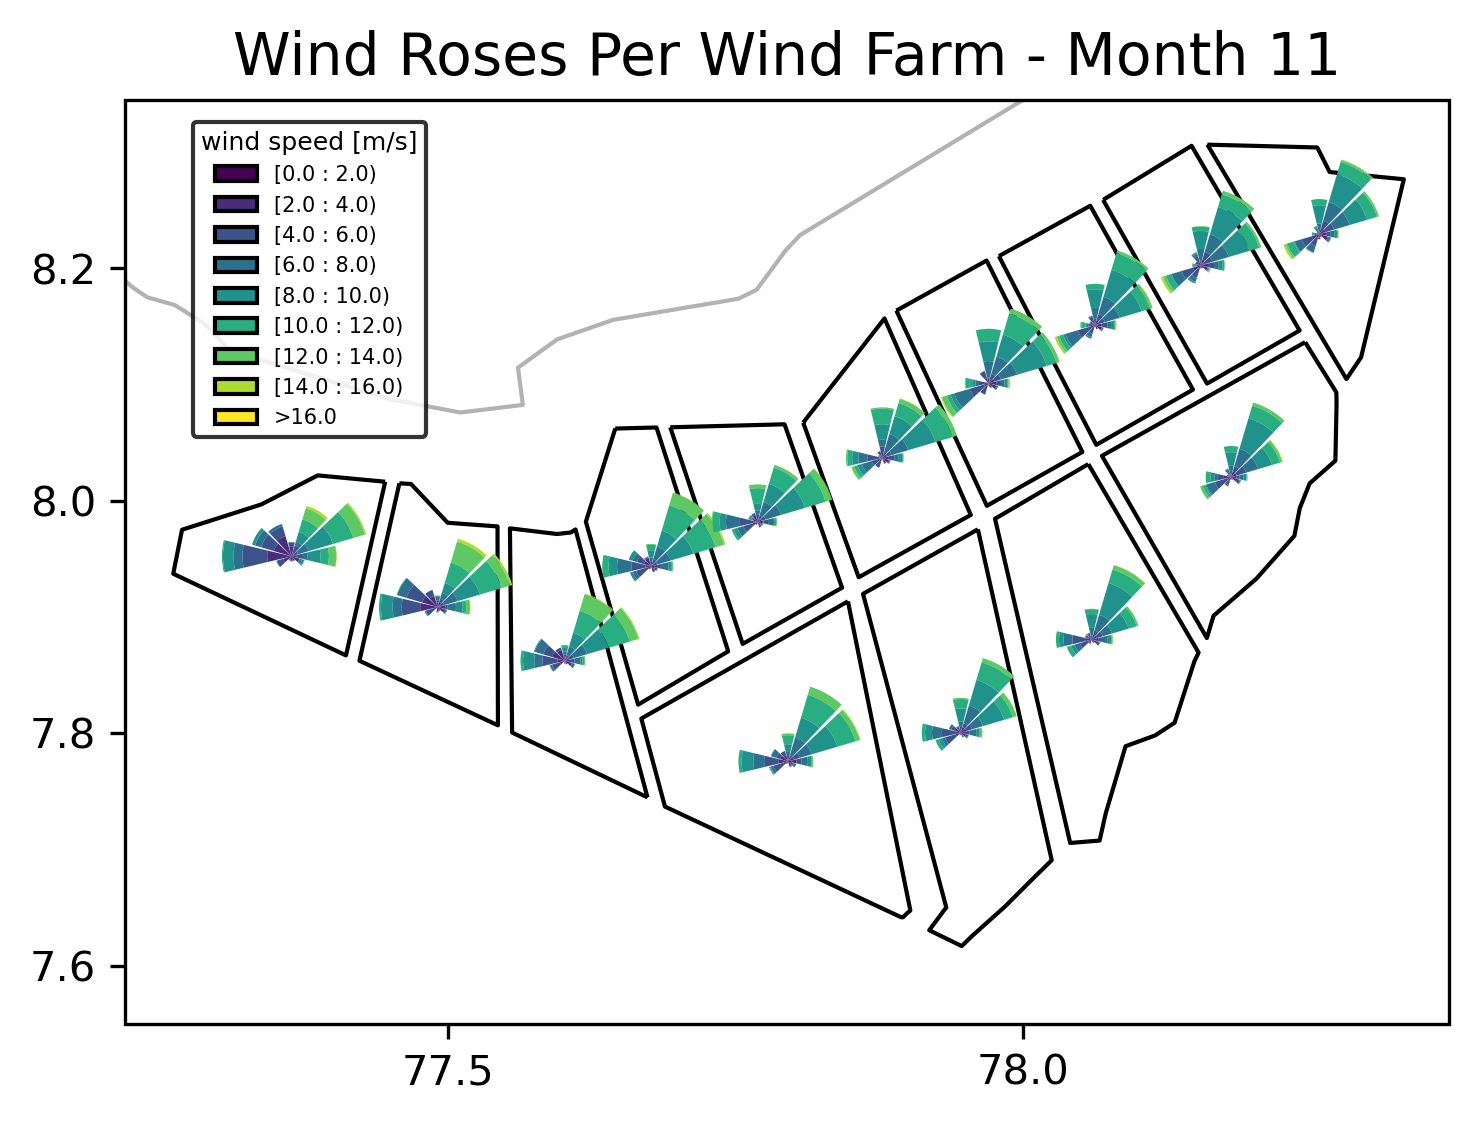 Wind Roses Per Wind Farm - Month 11
wind speed [m/s]
[0.0 : 2.0)
[2.0 : 4.0)
[4.0 : 6.0)
[6.0 : 8.0)
[8.0 : 10.0)
[10.0 : 12.0)
[12.0 : 14.0)
[14.0 : 16.0)
>16.0
8.2
8.0
7.8
7.6
77.5
78.0